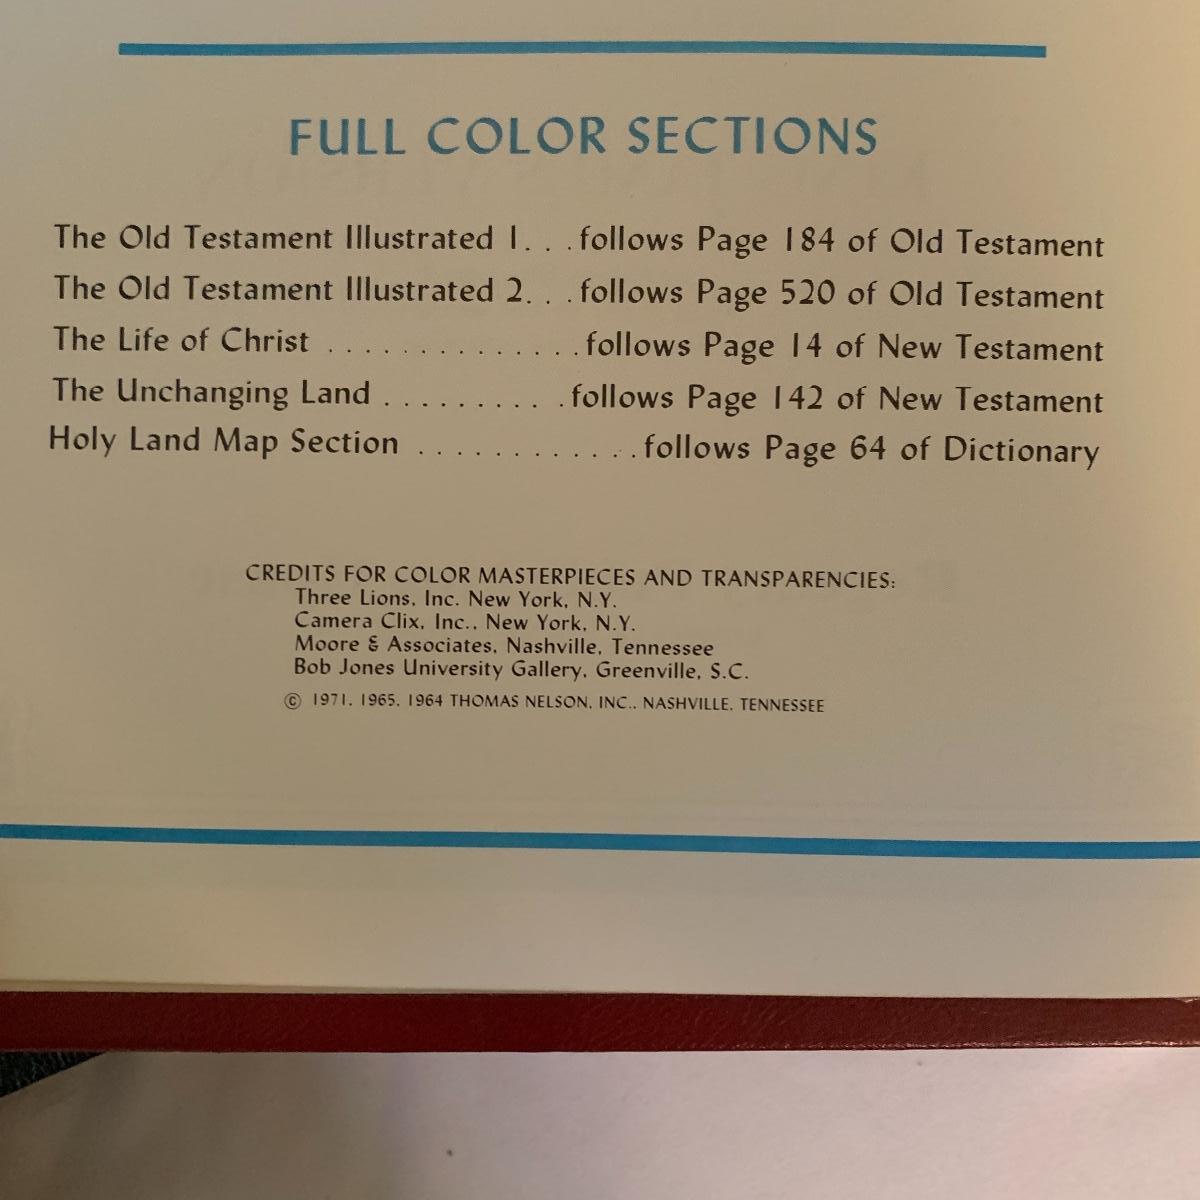 FULL COLOR SECTIONS
The Old Testament Illustrated 1. . .follows Page 184 of Old Testament
The Old Testament Illustrated 2. . .follows Page 520 of Old Testament
The Life of Christ . . . . . . . . . . . . . .follows Page 14 of New Testament
The Unchanging Land . . . . . . . . . .follows Page 142 of New Testament
Holy Land Map Section . . . . . . . . . . . .follows Page 64 of Dictionary
CREDITS FOR COLOR MASTERPIECES AND TRANSPARENCIES:
Three Lions, Inc. New York, N.Y.
Camera Clix, Inc., New York, N.Y.
Moore & Associates, Nashville, Tennessee
Bob Jones University Gallery, Greenville, S.C.
© 1971, 1965, 1964 THOMAS NELSON, INC., NASHVILLE, TENNESSEE